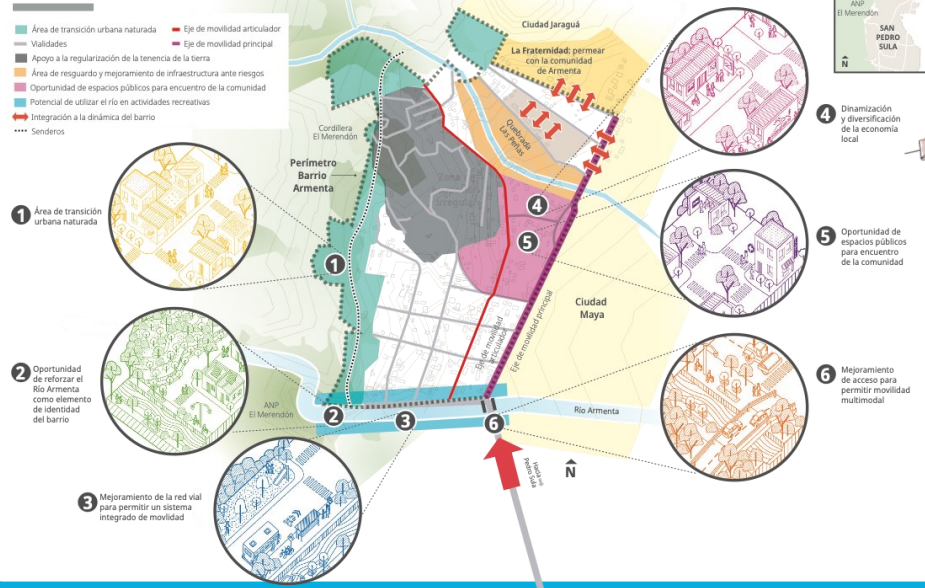 Área de transición urbana naturada
Vialidades
Apoyo a la regularización de la tenencia de la tierra
Área de resguardo y mejoramiento de infraestructura ante riesgos
Oportunidad de espacios públicos para encuentro de la comunidad
Potencial de utilizar el río en actividades recreativas
Integración a la dinámica del barrio
Senderos
Eje de movilidad articulador
Eje de movilidad principal
Ciudad Jaraguá
La Fraternidad: permear
con la comunidad
de Armenta
ANP
El Merendón
SAN
PEDRO
SULA
N
Cordillera
El Merendón
Perímetro
Barrio
Armenta
Quebrada
Las Peñas
Zona
Irregular
4
Dinamización
y diversificación
de la economía
local
1
Área de transición
urbana naturada
1
4
5
5
Oportunidad de
espacios públicos
para encuentro
de la comunidad
Ciudad
Maya
Eje de movilidad
articulador
Eje de movilidad principal
2
Oportunidad
de reforzar el
Río Armenta
como elemento
de identidad
del barrio
ANP
El Merendón
2
3
6
Río Armenta
6
Mejoramiento
de acceso para
permitir movilidad
multimodal
Hacia
Pedro Sula
N
3
Mejoramiento de la red vial
para permitir un sistema
integrado de movlidad